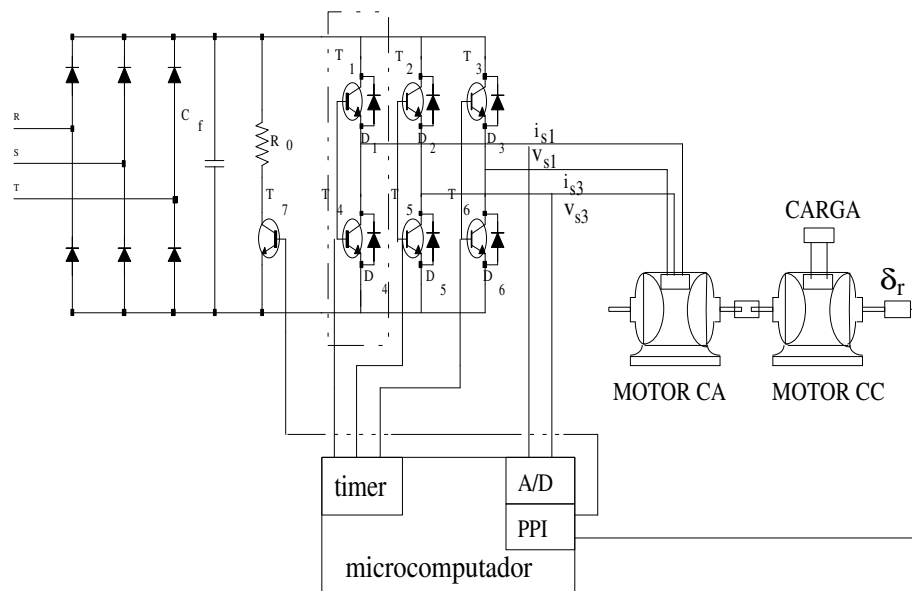 T 1
T 2
T 3
R
S
T
C f
R 0
D 1
D 2
D 3
i s1
v s1
i s3
v s3
T 7
T 4
T 5
T 6
D 4
D 5
D 6
CARGA
δ r
MOTOR CA
MOTOR CC
timer
A/D
PPI
microcomputador